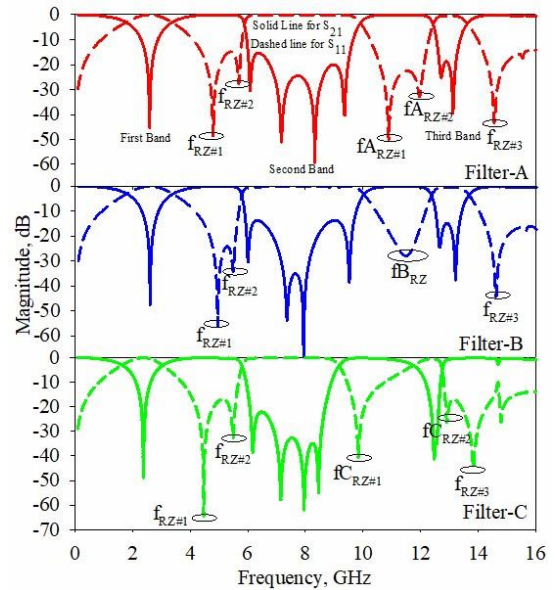 0
-10
-20
-30
-40
-50
-60
Solid Line for S21
Dashed line for S11
fRZ#2
fRZ#1
First Band
Second Band
Third Band
fARZ#1
fARZ#2
fRZ#3
Filter-A
0
-10
-20
-30
-40
-50
-60
fRZ#2
fRZ#1
fBRZ
fRZ#3
Filter-B
0
-10
-20
-30
-40
-50
-60
-70
fRZ#2
fRZ#1
fCRZ#1
fCRZ#2
fRZ#3
Filter-C
Magnitude, dB
0 2 4 6 8 10 12 14 16
Frequency, GHz